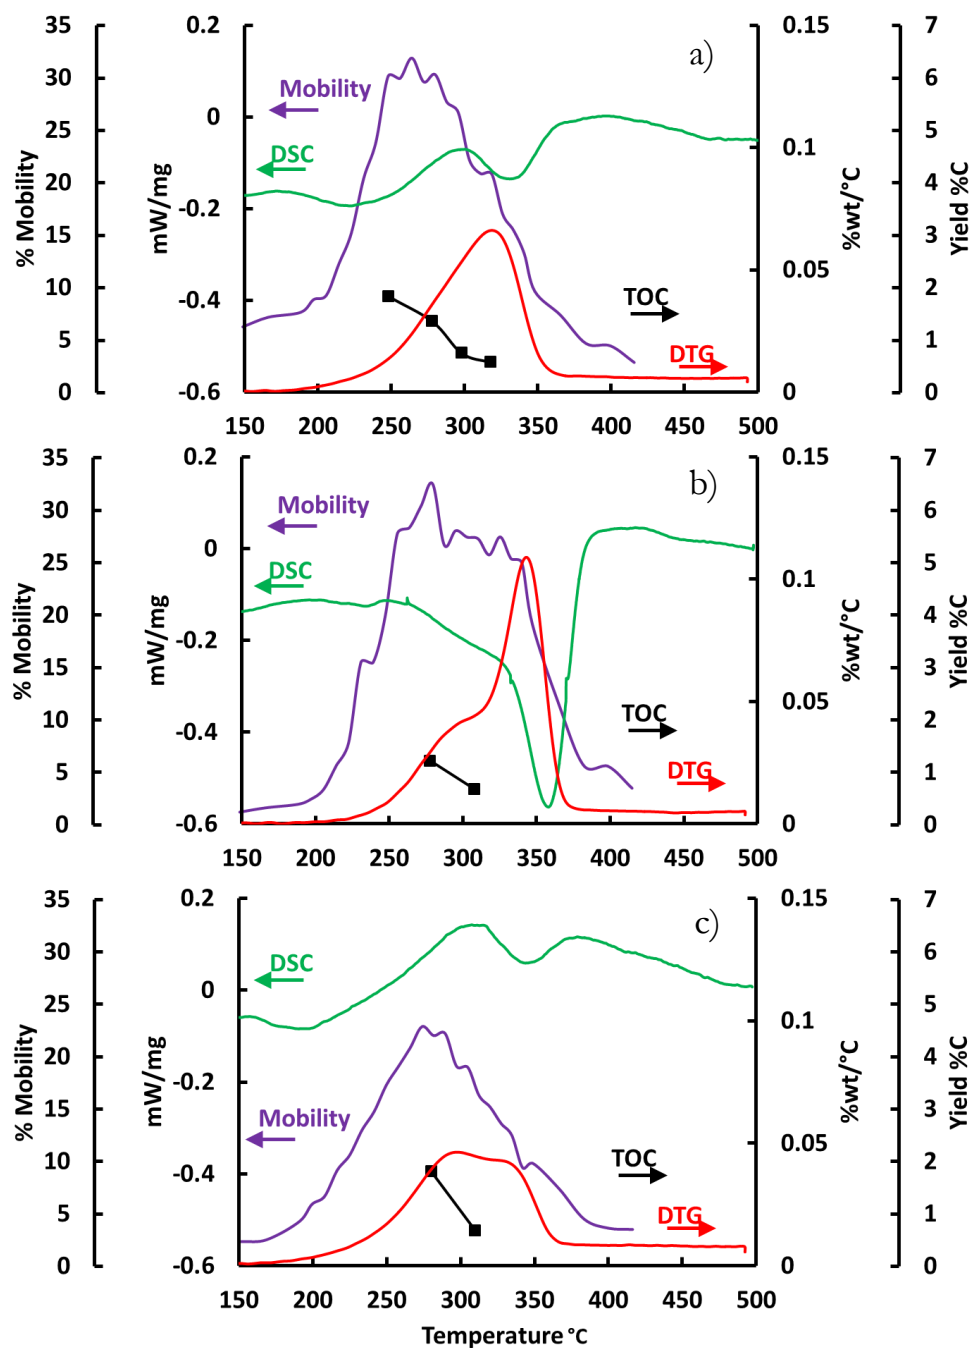 35 0.2 0.15 7
a)
30 Mobility 6
0
25 5
DSC 0.1
20 4
% Mobility mW/mg -0.2 %wt/°C Yield %C
15 3
0.05
10 -0.4 TOC 2
5 DTG 1
0 -0.6 0 0
150 200 250 300 350 400 450 500
35 0.2 0.15 7
b)
30 Mobility 6
0
25 DSC 5
0.1
20 4
% Mobility mW/mg -0.2 %wt/°C Yield %C
15 3
0.05
10 -0.4 TOC 2
5 DTG 1
0 -0.6 0 0
150 200 250 300 350 400 450 500
35 0.2 0.15 7
c)
30 DSC 6
0
25 5
0.1
20 4
% Mobility mW/mg -0.2 %wt/°C Yield %C
15 Mobility 3
0.05
10 -0.4 TOC 2
5 DTG 1
0 -0.6 0 0
150 200 250 300 350 400 450 500
Temperature °C